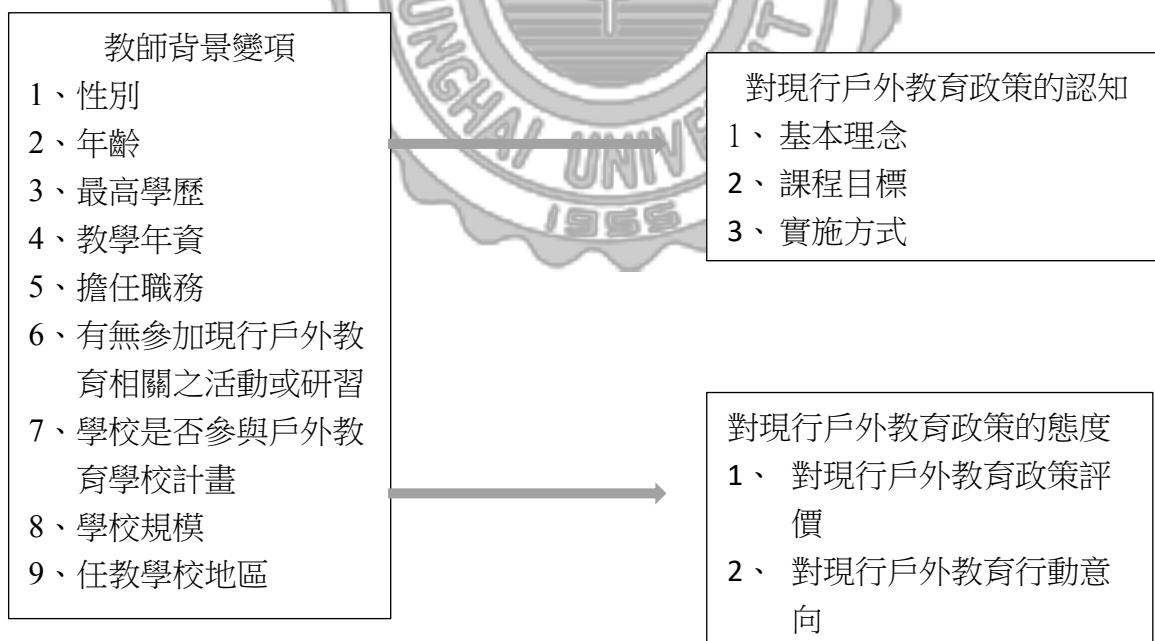 教師背景變項
1、性別
2、年齡
3、最高學歷
4、教學年資
5、擔任職務
6、有無參加現行戶外教
育相關之活動或研習
7、學校是否參與戶外教
育學校計畫
8、學校規模
9、任教學校地區
對現行戶外教育政策的認知
1、 基本理念
2、 課程目標
3、 實施方式
對現行戶外教育政策的態度
1、 對現行戶外教育政策評
價
2、 對現行戶外教育行動意
向
UNGHAI UNIV
1955